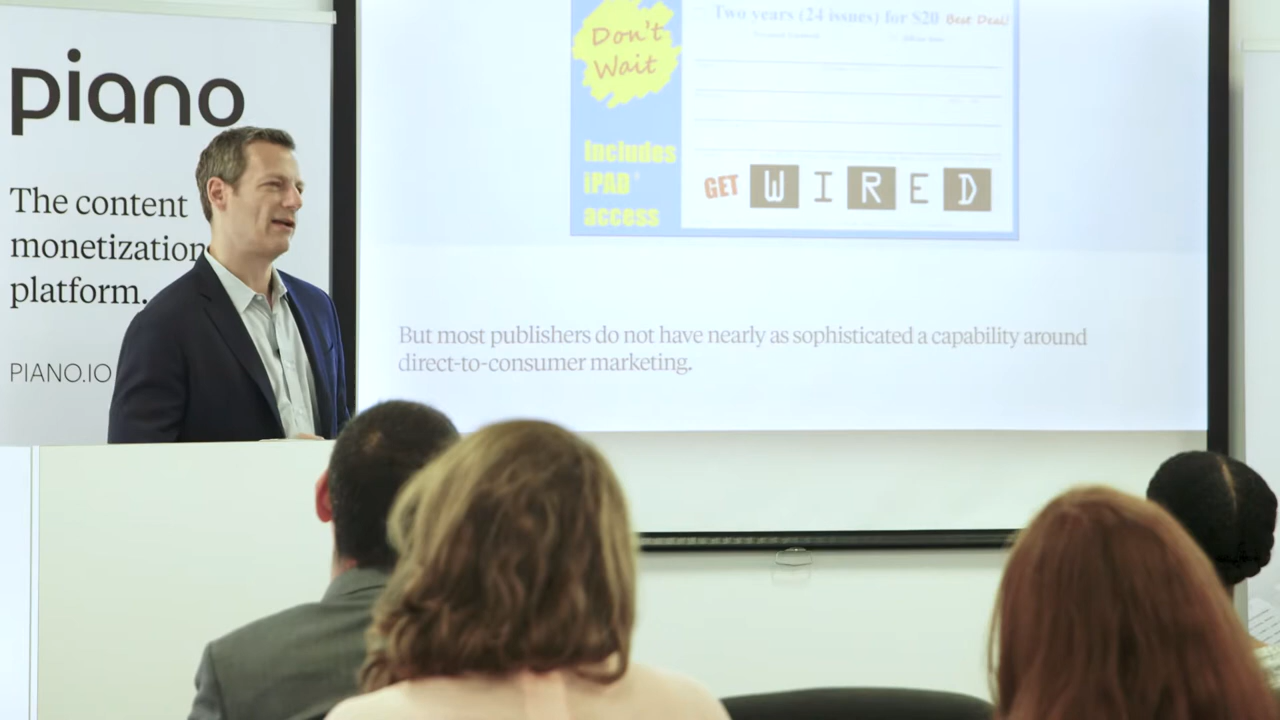 piano
The content
monetization
platform.
PIANO.IO
Two years (24 issues) for $20 Best Deal!
Don't
Wait
Includes
iPAD
access
GET WIRED
But most publishers do not have nearly as sophisticated a capability around
direct-to-consumer marketing.